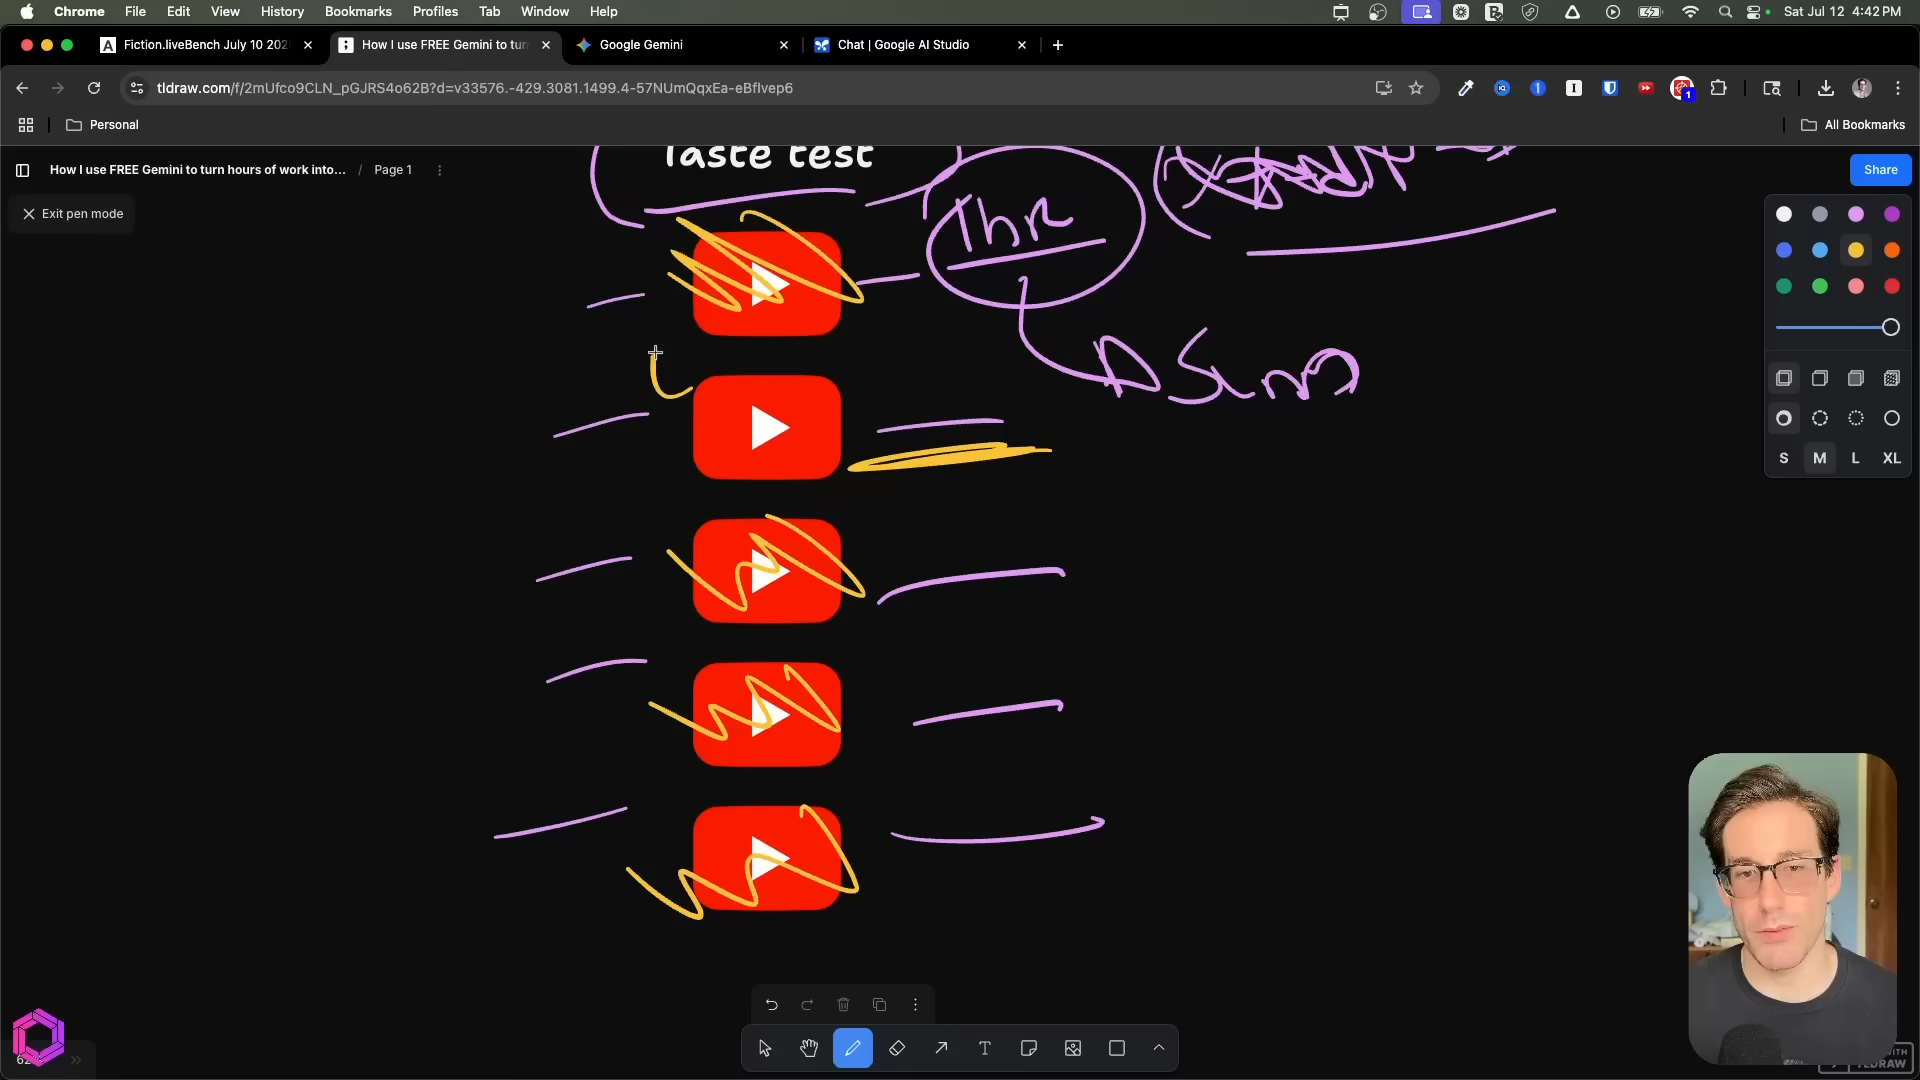 Chrome File Edit View History Bookmarks Profiles Tab Window Help Sat Jul 12 4:42 PM
Fiction.liveBench July 10 202 How I use FREE Gemini to tur Google Gemini Chat | Google AI Studio
tldraw.com/f/2mUfco9CLN_pGJRS4o62B?d=v33576.-429.3081.1499.4-57NUmQqxEa-eBflvep6
Personal All Bookmarks
How I use FREE Gemini to turn hours of work into... / Page 1 Share
Exit pen mode
Taste test
Thr
S M L XL